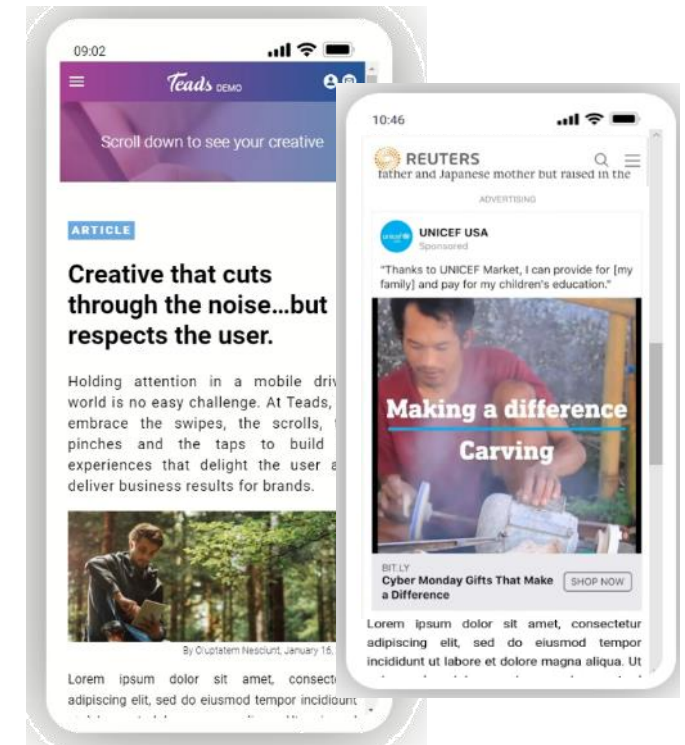 09:02
Teads DEMO
Scroll down to see your creative
ARTICLE
Creative that cuts
through the noise...but
respects the user.
Holding attention in a mobile
world is no easy challenge. At Teads,
embrace the swipes, the scrolls,
pinches and the taps to build
experiences that delight the user
deliver business results for brands.
By Oluptatem Nesciunt, January 16,
Lorem ipsum dolor sit amet,
adipiscing elit, sed do eiusmod tempor incididunt
10:46
REUTERS
father and Japanese mother but raised in the
ADVERTISING
unicef
UNICEF USA
Sponsored
"Thanks to UNICEF Market, I can provide for [my
family] and pay for my children's education."
Making a difference
Carving
BIT.LY
Cyber Monday Gifts That Make
a Difference
SHOP NOW
Lorem ipsum dolor sit amet, consectetur
adipiscing elit, sed do eiusmod tempor
incididunt ut labore et dolore magna aliqua. Ut